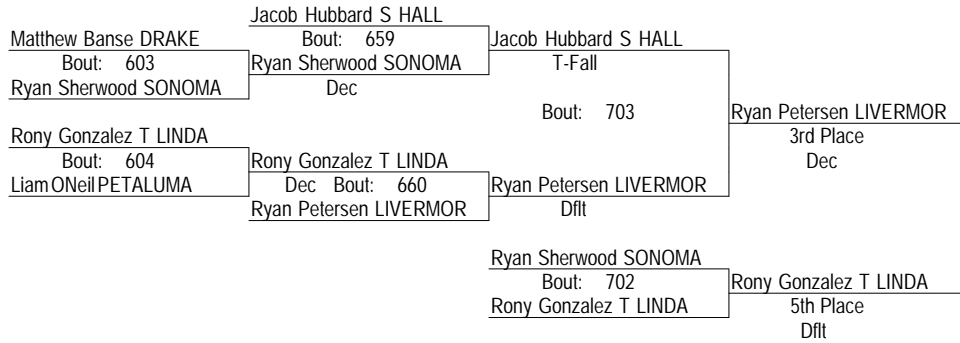 Jacob Hubbard S HALL
Matthew Banse DRAKE
Bout: 659
Jacob Hubbard S HALL
Bout: 603
Ryan Sherwood SONOMA
T-Fall
Ryan Sherwood SONOMA
Dec
Bout: 703
Ryan Petersen LIVERMOR
Rony Gonzalez T LINDA
3rd Place
Bout: 604
Rony Gonzalez T LINDA
Dec
Liam ONeil PETALUMA
Dec Bout: 660
Ryan Petersen LIVERMOR
Ryan Petersen LIVERMOR
Dflt
Ryan Sherwood SONOMA
Bout: 702
Rony Gonzalez T LINDA
Rony Gonzalez T LINDA
5th Place
Dflt